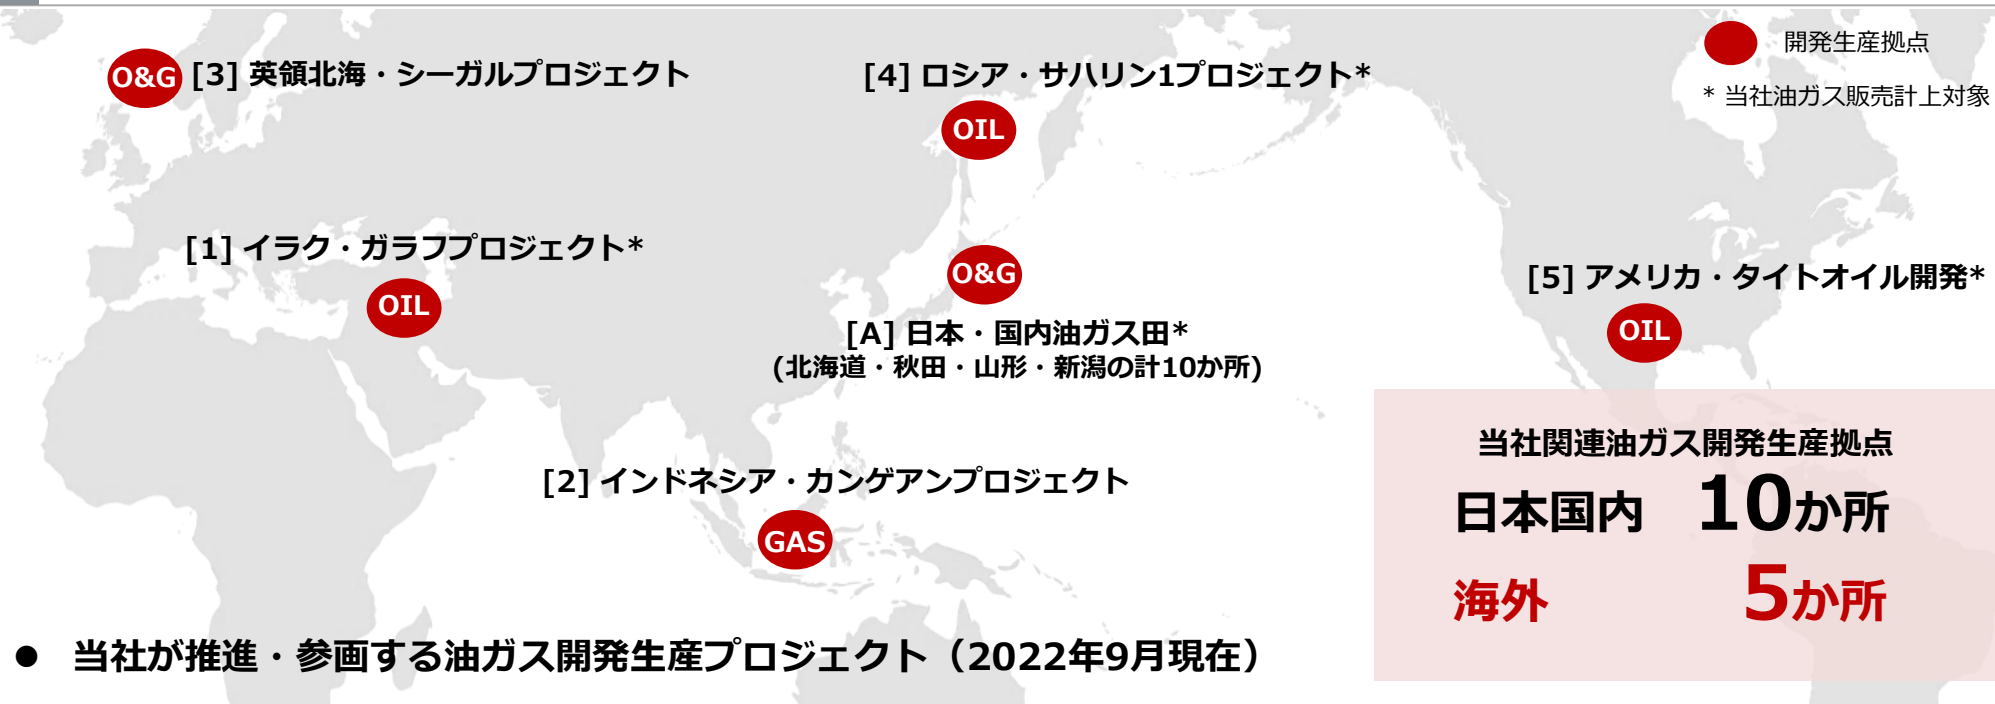 開発生産拠点
* 当社油ガス販売計上対象
O&G
[3] 英領北海・シーガルプロジェクト
[4] ロシア・サハリン1プロジェクト*
OIL
[1] イラク・ガラフプロジェクト*
OIL
O&G
[A] 日本・国内油ガス田*
(北海道・秋田・山形・新潟の計10か所)
[5] アメリカ・タイトオイル開発*
OIL
[2] インドネシア・カンゲアンプロジェクト
GAS
当社関連油ガス開発生産拠点
日本国内 10か所
海外 5か所
● 当社が推進・参画する油ガス開発生産プロジェクト（2022年9月現在）